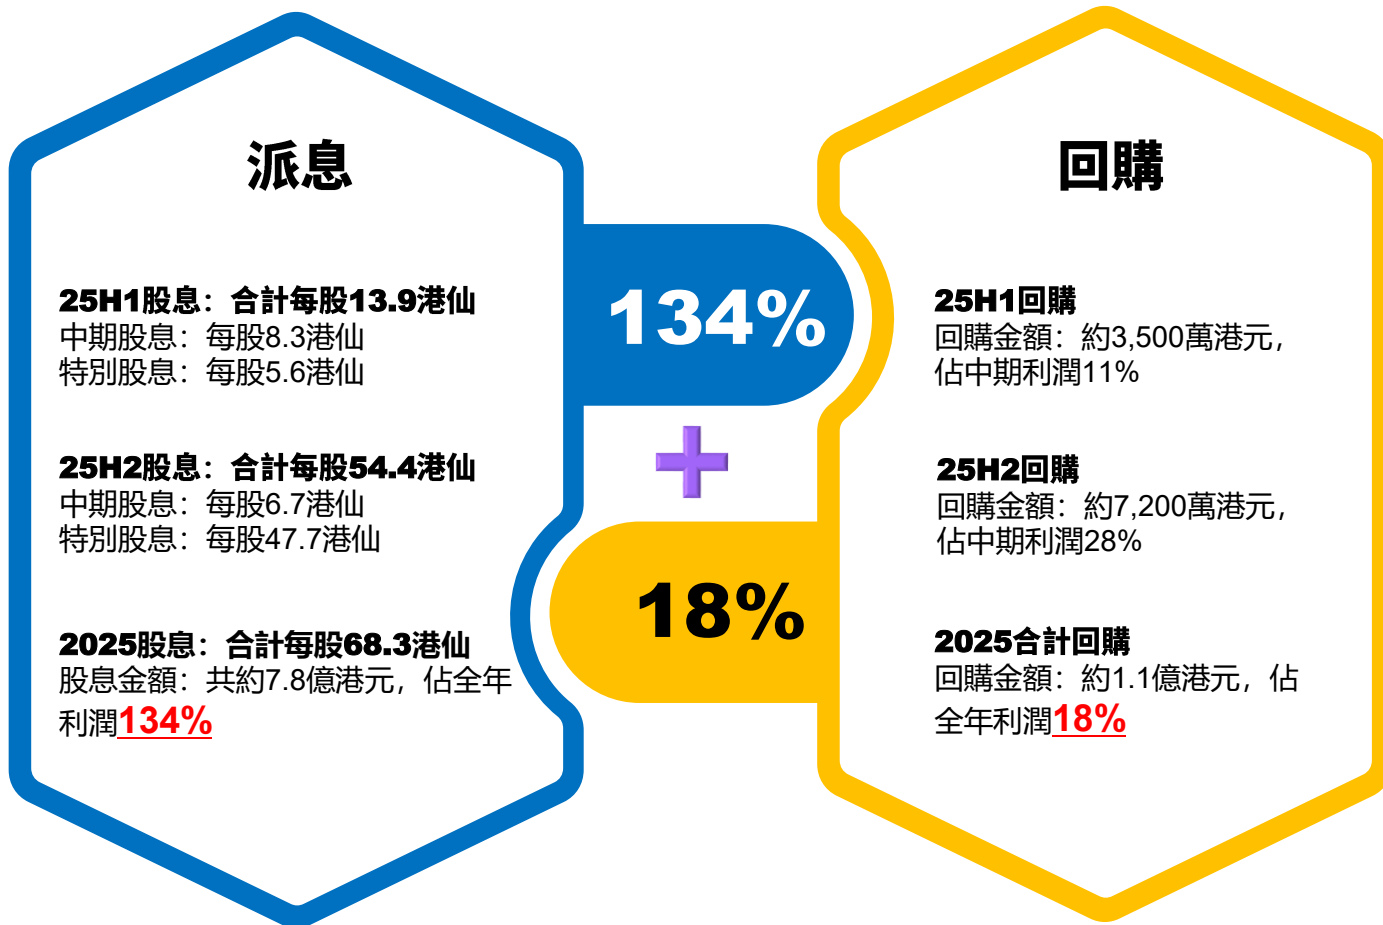 派息
25H1股息：合計每股13.9港仙
中期股息：每股8.3港仙
特別股息：每股5.6港仙
25H2股息：合計每股54.4港仙
中期股息：每股6.7港仙
特別股息：每股47.7港仙
2025股息：合計每股68.3港仙
股息金額：共約7.8億港元，佔全年
利潤134%
134%
18%
回購
25H1回購
回購金額：約3,500萬港元，
佔中期利潤11%
25H2回購
回購金額：約7,200萬港元，
佔中期利潤28%
2025合計回購
回購金額：約1.1億港元，佔
全年利潤18%